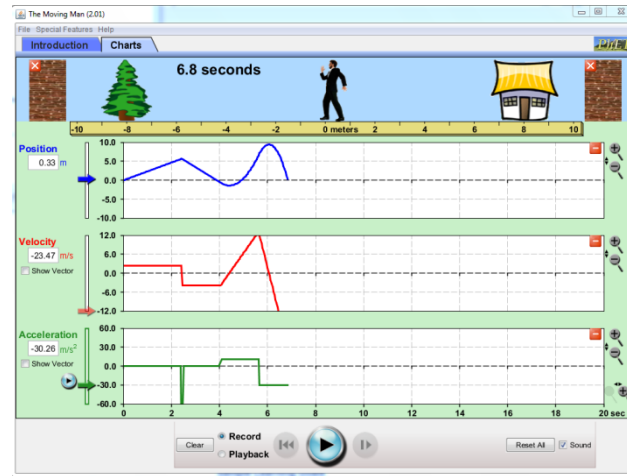 The Moving Man (2.01)
File Special Features Help
Introduction Charts PhET
6.8 seconds
-10 -8 -6 -4 -2 0 meters 2 4 6 8 10
Position
0.33 m
10.0
5.0
0.0
-5.0
-10.0
Velocity
-23.47 m/s
Show Vector
12.0
6.0
0.0
-6.0
-12.0
Acceleration
-30.26 m/s²
Show Vector
60.0
30.0
0.0
-30.0
-60.0
0 2 4 6 8 10 12 14 16 18 20 sec
Clear
Record
Playback
Reset All
Sound